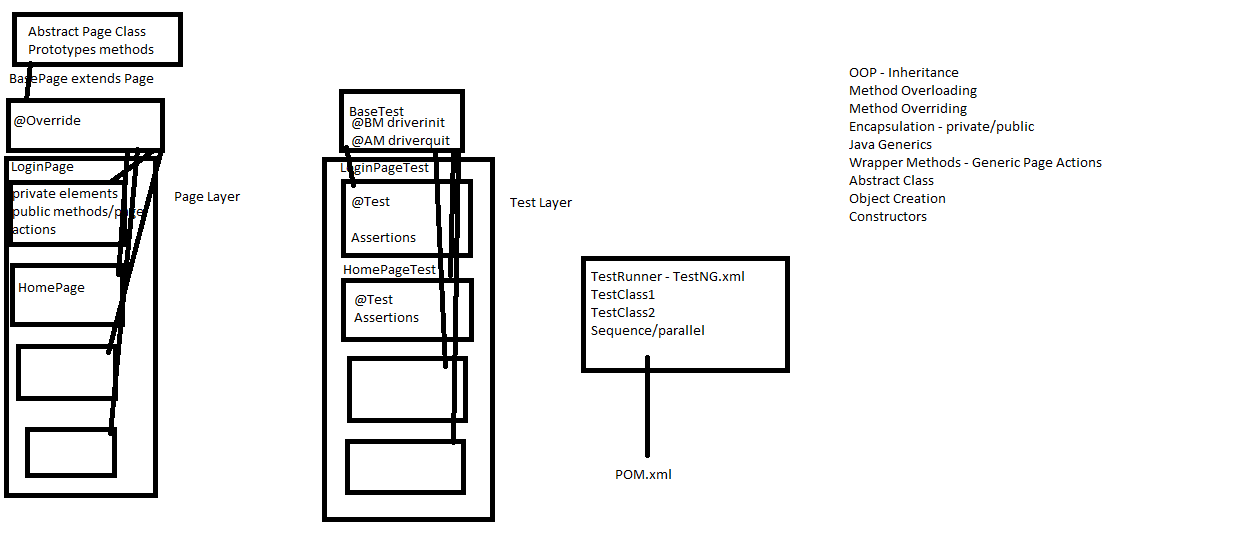 Abstract Page Class
Prototypes methods
BasePage extends Page
@Override
LoginPage
private elements
public methods/page
actions
HomePage
Page Layer
BaseTest
@BM driverinit
@AM driverquit
LoginPageTest
@Test
Assertions
HomePageTest
@Test
Assertions
Test Layer
TestRunner - TestNG.xml
TestClass1
TestClass2
Sequence/parallel
POM.xml
OOP - Inheritance
Method Overloading
Method Overriding
Encapsulation - private/public
Java Generics
Wrapper Methods - Generic Page Actions
Abstract Class
Object Creation
Constructors